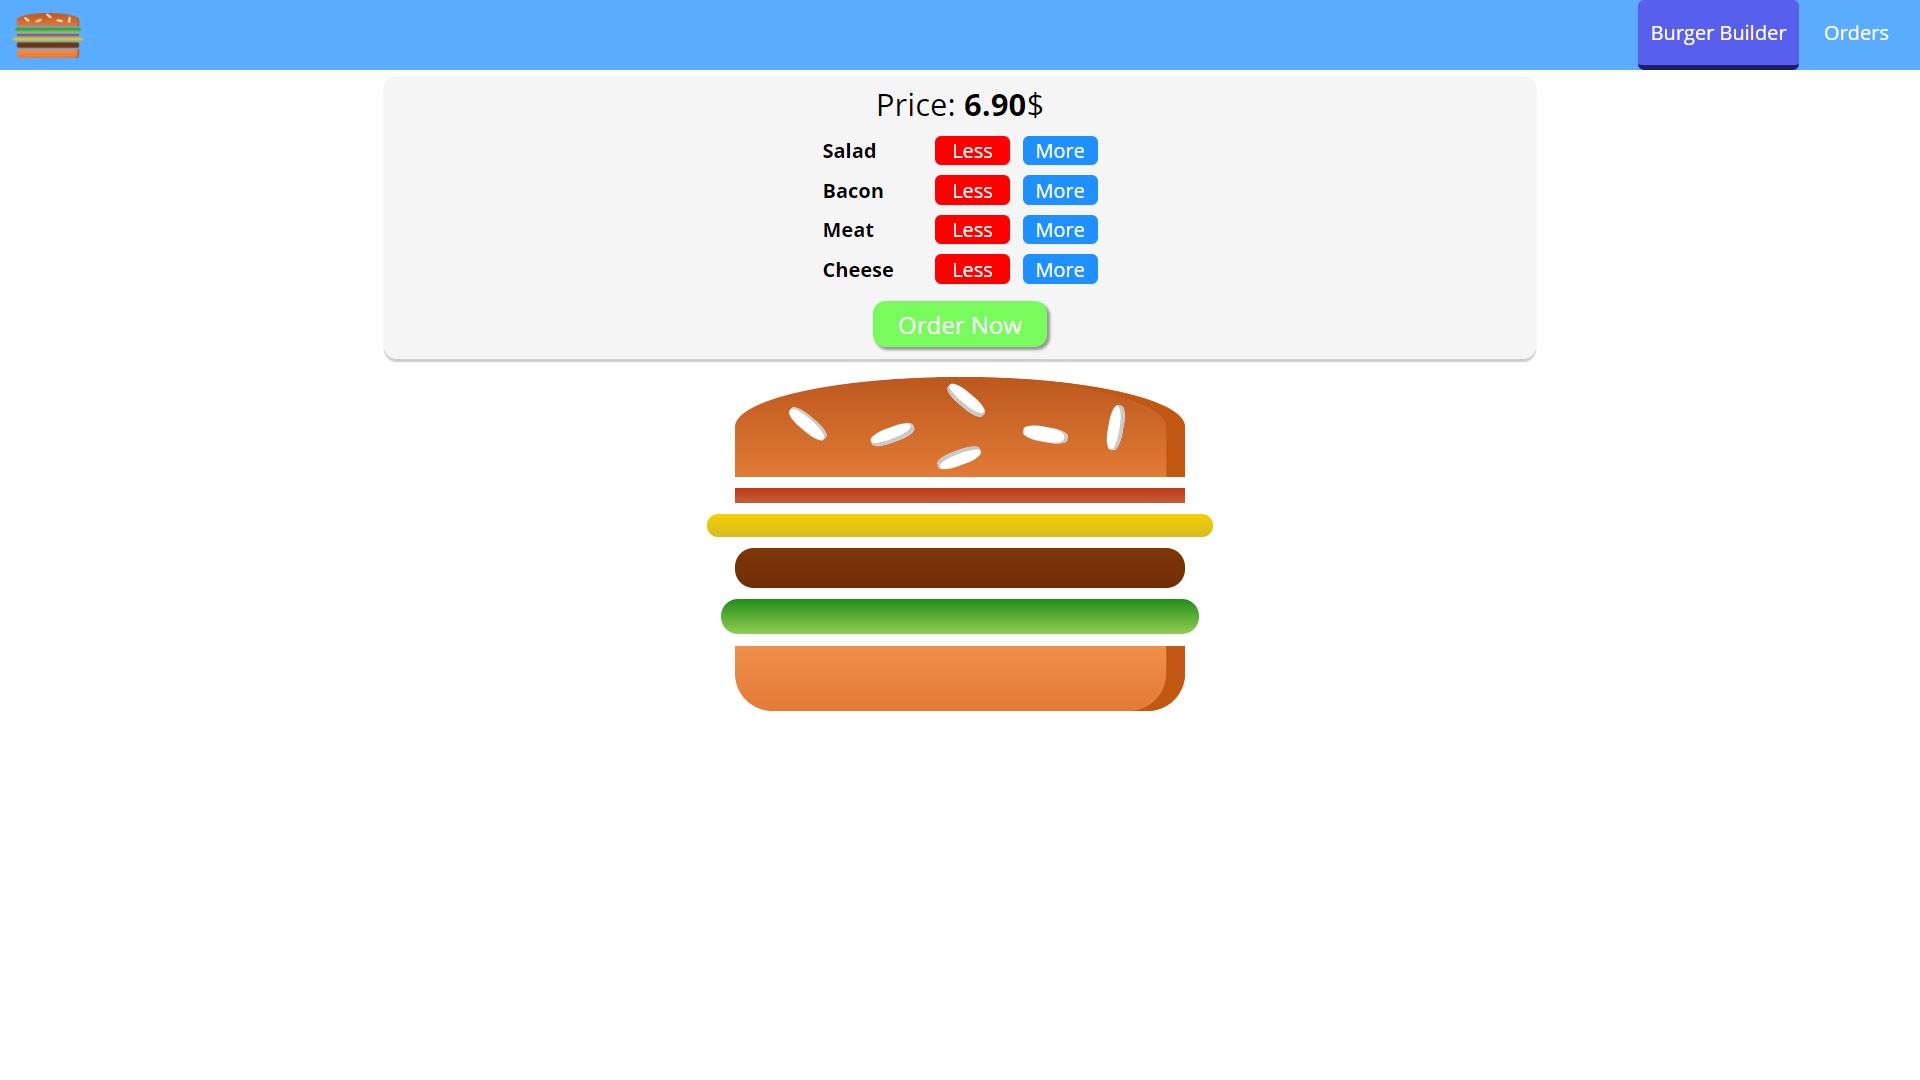 Burger Builder Orders
Price: 6.90$
Salad Less More
Bacon Less More
Meat Less More
Cheese Less More
Order Now